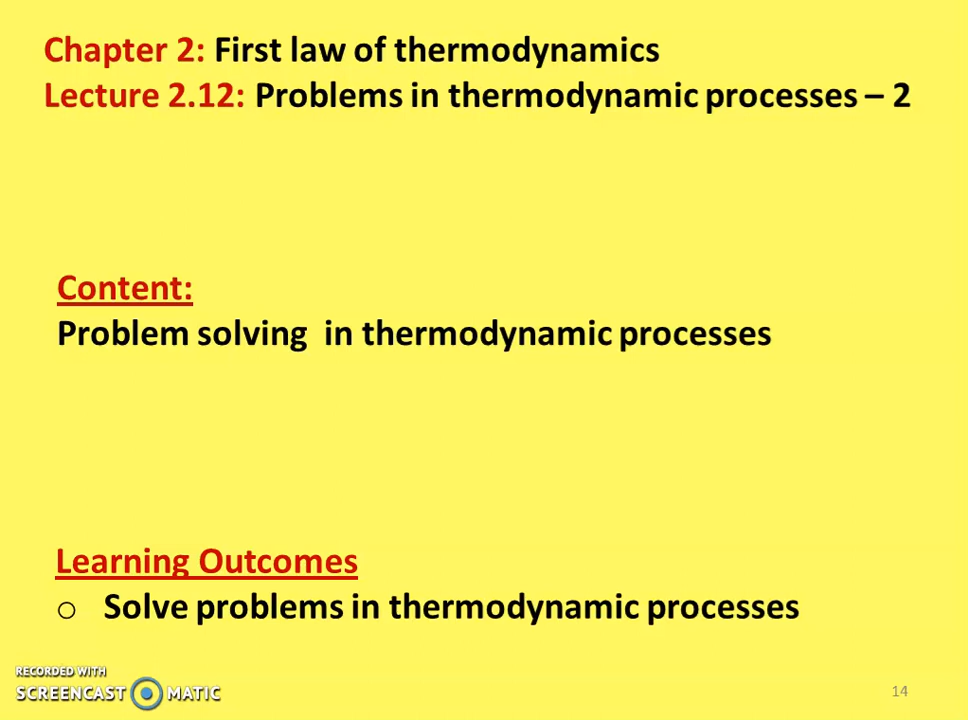 Chapter 2: First law of thermodynamics
Lecture 2.12: Problems in thermodynamic processes – 2
Content:
Problem solving in thermodynamic processes
Learning Outcomes
o Solve problems in thermodynamic processes
RECORDED WITH
SCREENCAST MATIC
14